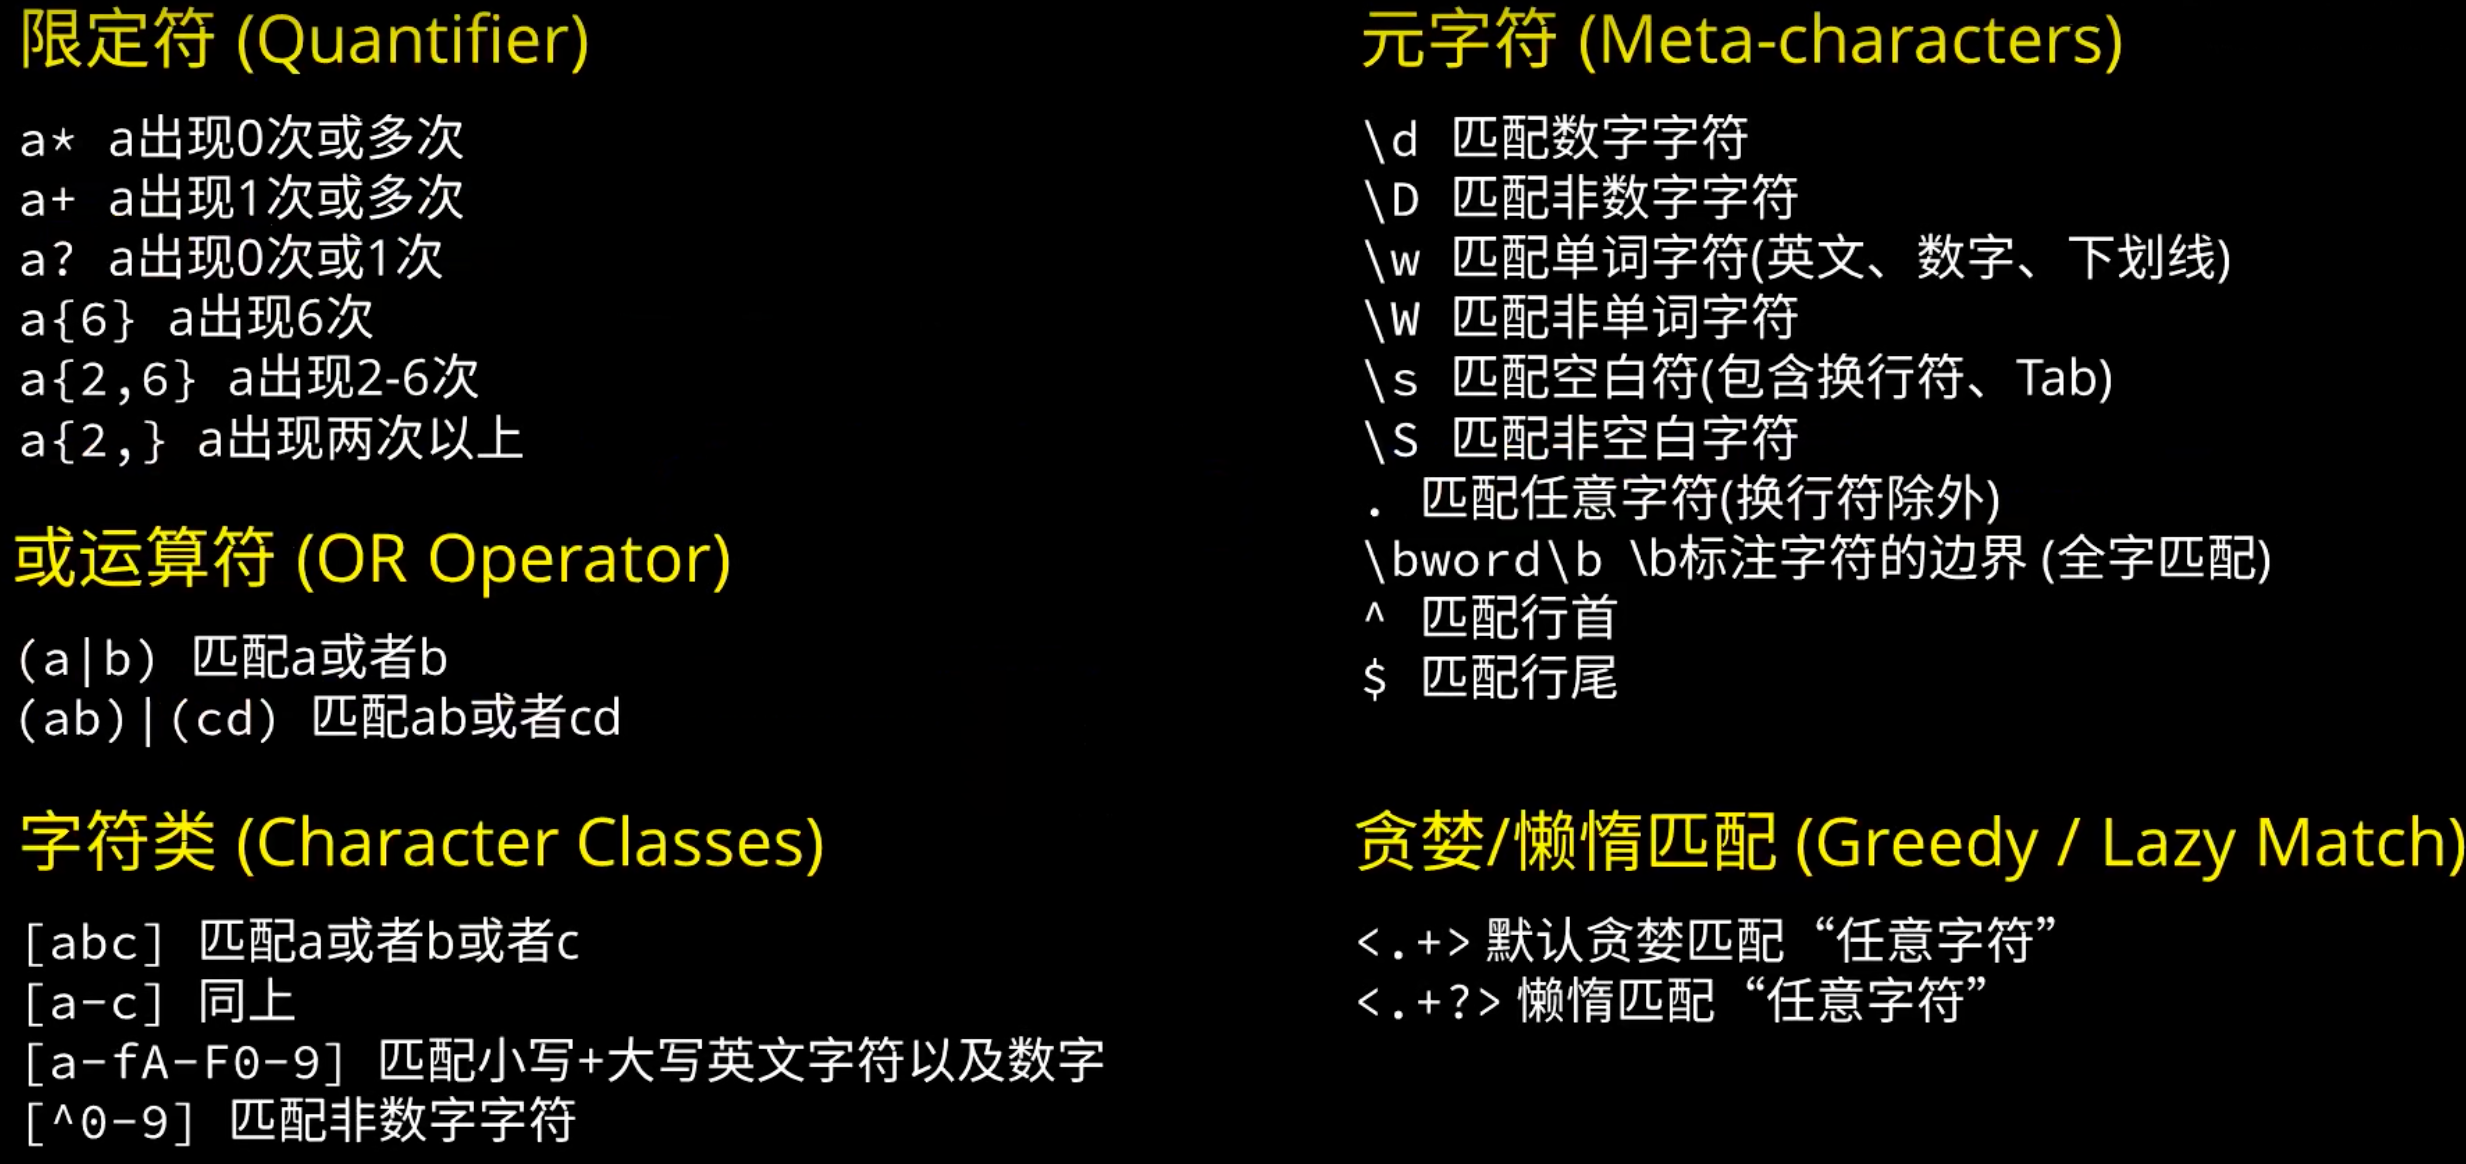 限定符 (Quantifier)
a* a出现0次或多次
a+ a出现1次或多次
a? a出现0次或1次
a{6} a出现6次
a{2,6} a出现2-6次
a{2,} a出现两次以上
或运算符 (OR Operator)
(a|b) 匹配a或者b
(ab)|(cd) 匹配ab或者cd
字符类 (Character Classes)
[abc] 匹配a或者b或者c
[a-c] 同上
[a-fA-F0-9] 匹配小写+大写英文字符以及数字
[^0-9] 匹配非数字字符
元字符 (Meta-characters)
\d 匹配数字字符
\D 匹配非数字字符
\w 匹配单词字符(英文、数字、下划线)
\W 匹配非单词字符
\s 匹配空白符(包含换行符、Tab)
\S 匹配非空白字符
. 匹配任意字符(换行符除外)
\bword\b \b标注字符的边界 (全字匹配)
^ 匹配行首
$ 匹配行尾
贪婪/懒惰匹配 (Greedy / Lazy Match)
<.+> 默认贪婪匹配“任意字符”
<.+?> 懒惰匹配“任意字符”